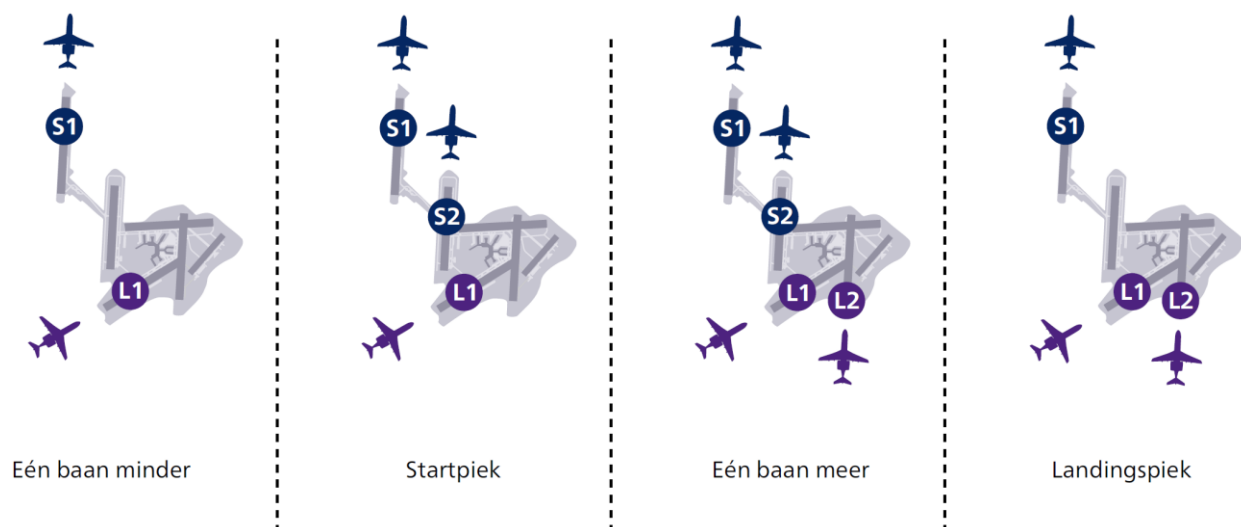 S1
L1
Eén baan minder
S1
S2
L1
Startpiek
S1
S2
L1
L2
Eén baan meer
S1
L1
L2
Landingspiek